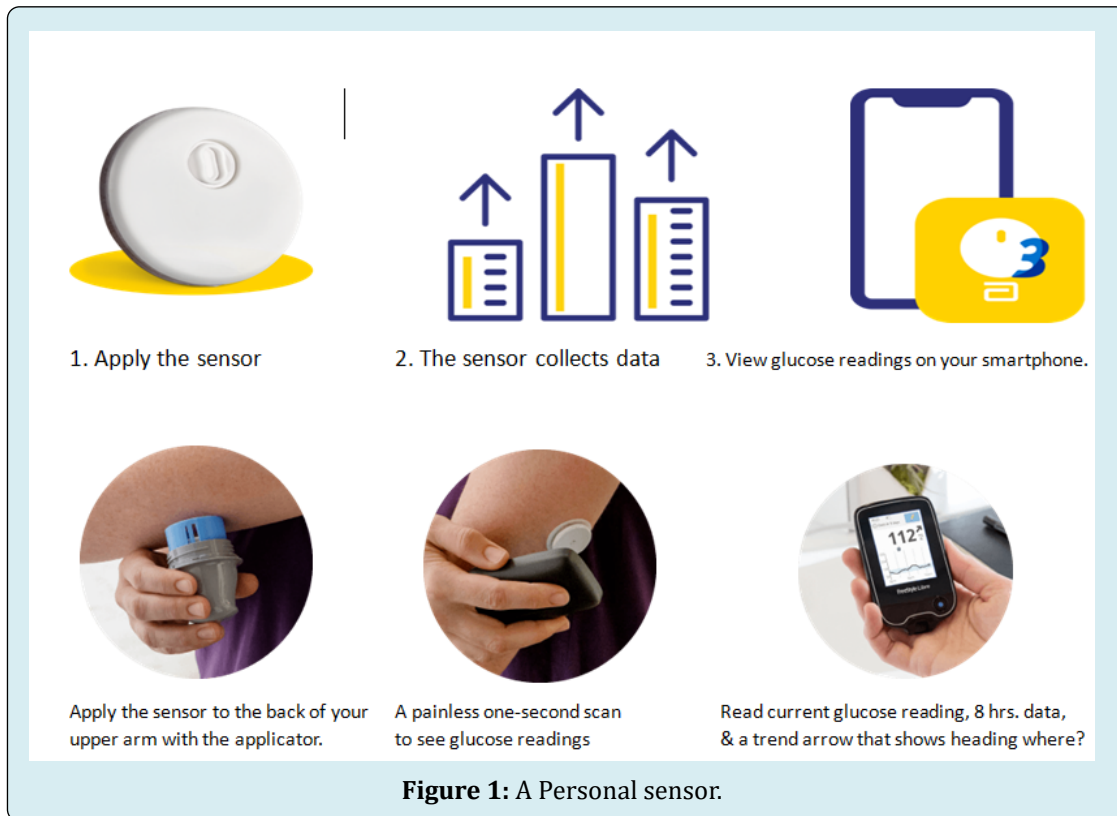 3
1. Apply the sensor
2. The sensor collects data
3. View glucose readings on your smartphone.
112
FreeStyle Libre
Apply the sensor to the back of your
upper arm with the applicator.
A painless one-second scan
to see glucose readings
Read current glucose reading, 8 hrs. data,
& a trend arrow that shows heading where?
Figure 1: A Personal sensor.